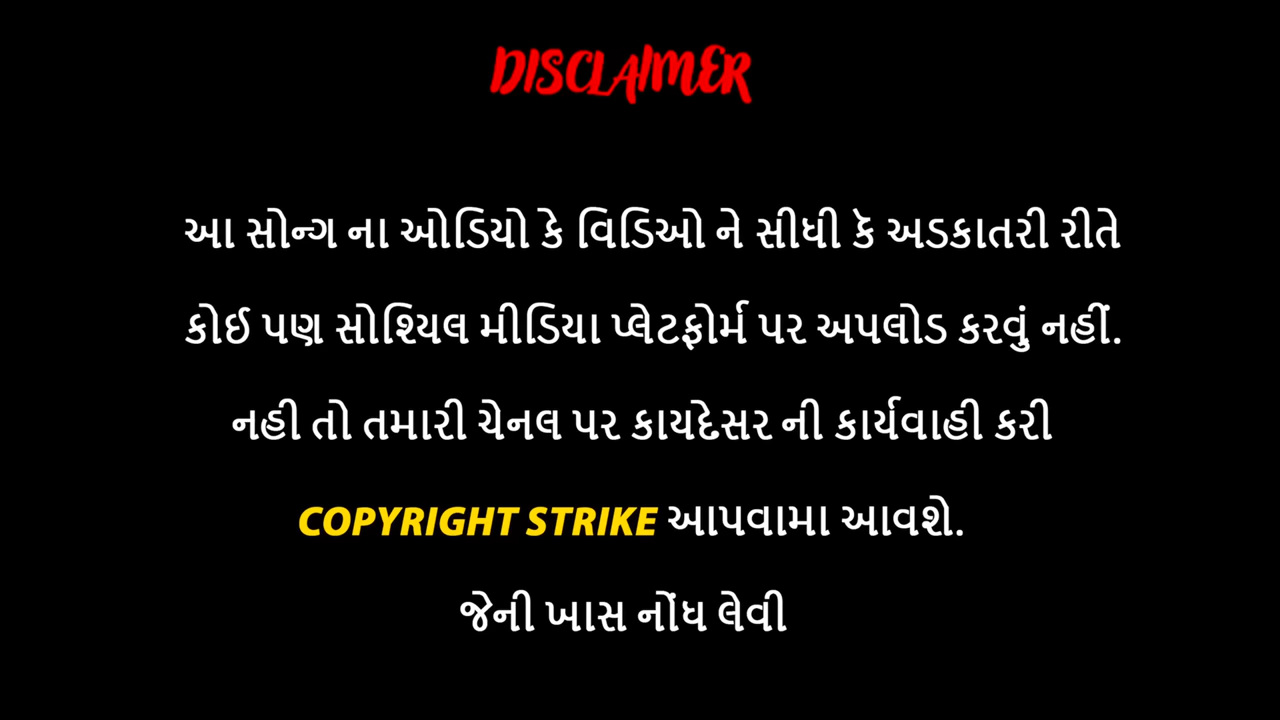 DISCLAIMER
આ સોન્ગ ના ઓડિયો કે વિડિઓ ને સીધી કૅ અડકાતરી રીતે
કોઈ પણ સોશ્યિલ મીડિયા પ્લેટફોર્મ પર અપલોડ કરવું નહીં.
નહી તો તમારી ચેનલ પર કાયદેસર ની કાર્યવાહી કરી
COPYRIGHT STRIKE આપવામા આવશે.
જેની ખાસ નોંધ લેવી